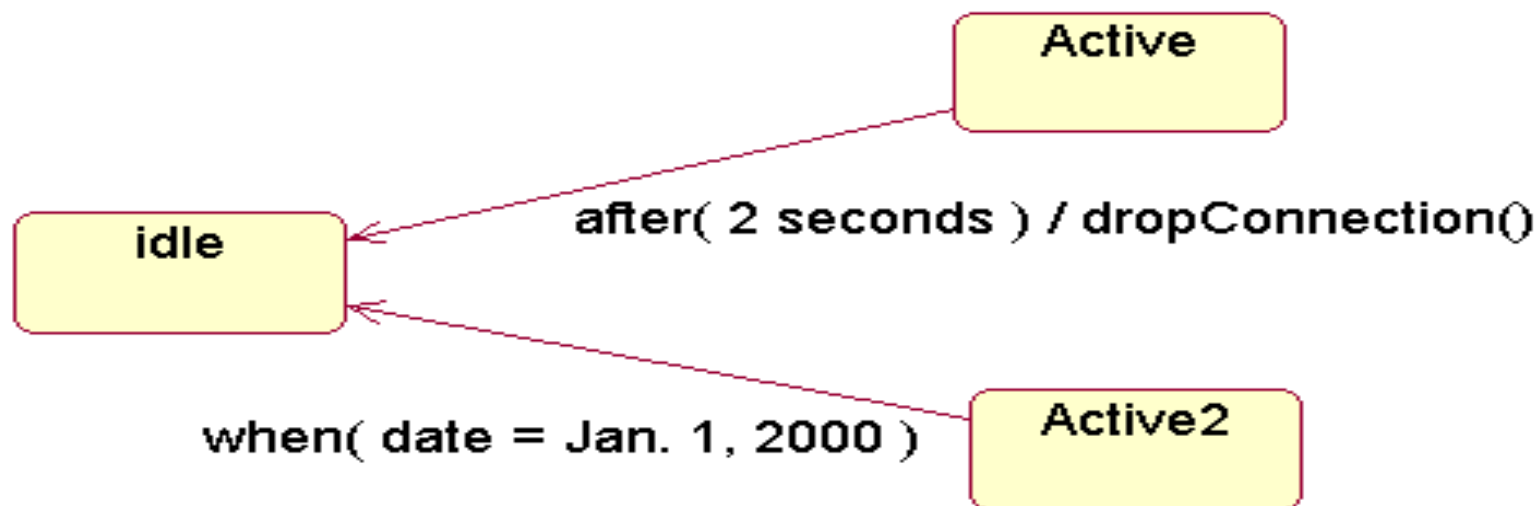 Active
after( 2 seconds ) / dropConnection()
idle
when( date = Jan. 1, 2000 )
Active2